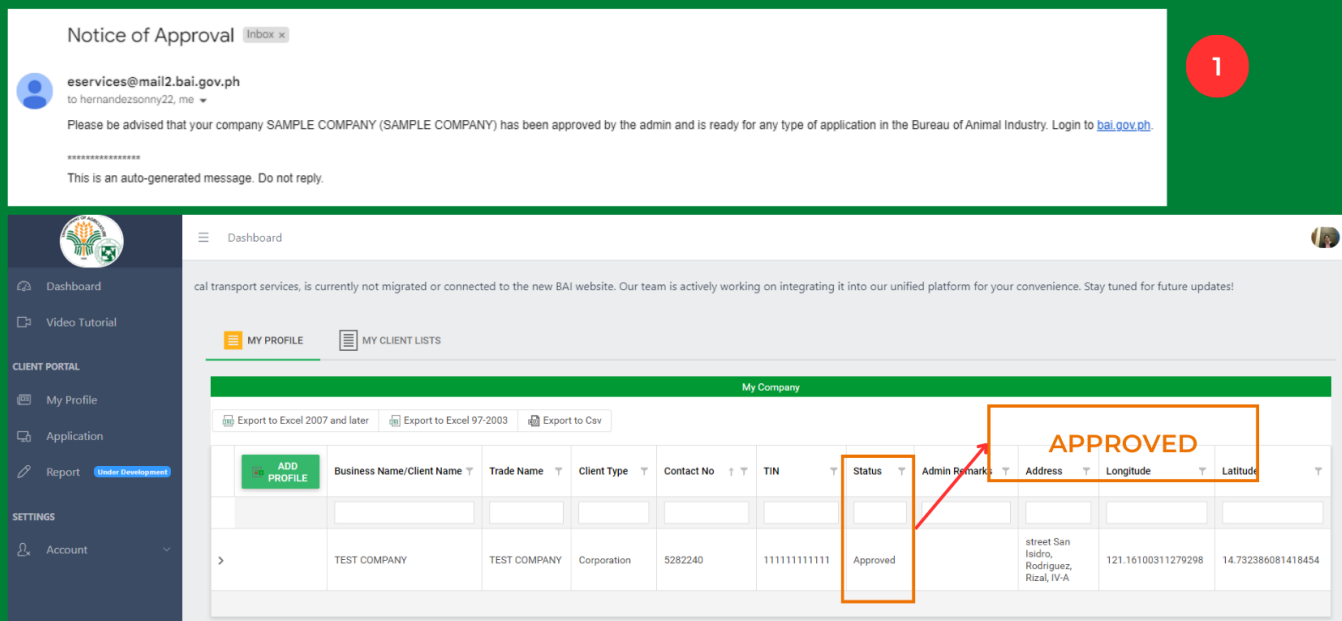 Notice of Approval Inbox x
1
eservices@mail2.bai.gov.ph
to hernandezsonny22, me
Please be advised that your company SAMPLE COMPANY (SAMPLE COMPANY) has been approved by the admin and is ready for any type of application in the Bureau of Animal Industry. Login to bai.gov.ph.
****************
This is an auto-generated message. Do not reply.
Dashboard
Dashboard
Video Tutorial
CLIENT PORTAL
My Profile
Application
Report Under Development
SETTINGS
Account
cal transport services, is currently not migrated or connected to the new BAI website. Our team is actively working on integrating it into our unified platform for your convenience. Stay tuned for future updates!
MY PROFILE MY CLIENT LISTS
My Company
Export to Excel 2007 and later Export to Excel 97-2003 Export to Csv
APPROVED
ADD PROFILE Business Name/Client Name Trade Name Client Type Contact No TIN Status Admin Remarks Address Longitude Latitude
TEST COMPANY TEST COMPANY Corporation 5282240 111111111111 Approved street San Isidro, Rodriguez, Rizal, IV-A 121.16100311279298 14.732386081418454